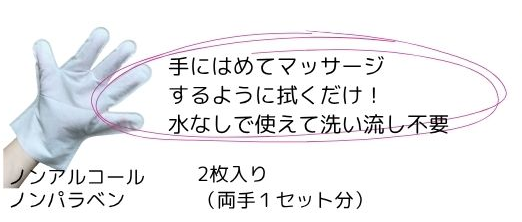 手にはめてマッサージ
するように拭くだけ！
水なしで使えて洗い流し不要
ノンアルコール
ノンパラベン
2枚入り
（両手１セット分）